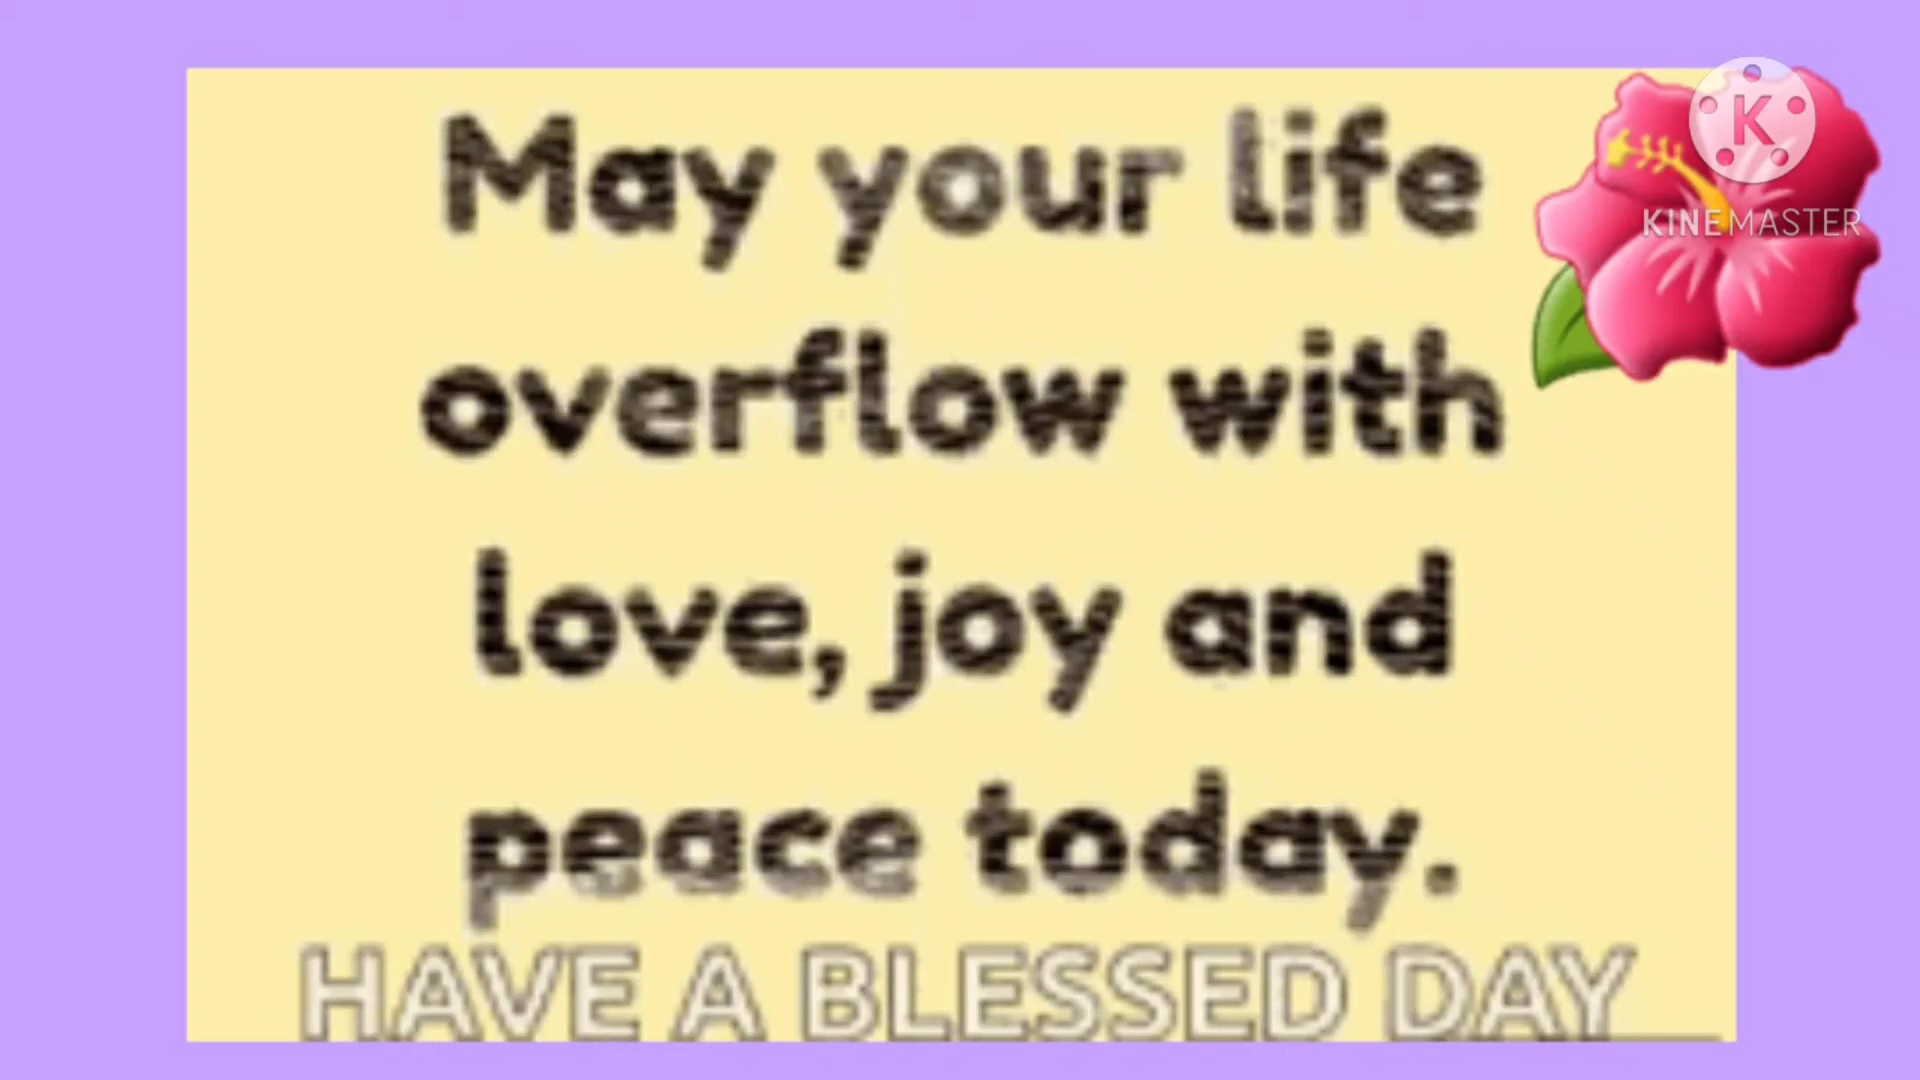 May your life
overflow with
love, joy and
peace today.
HAVE A BLESSED DAY
K
KINEMASTER